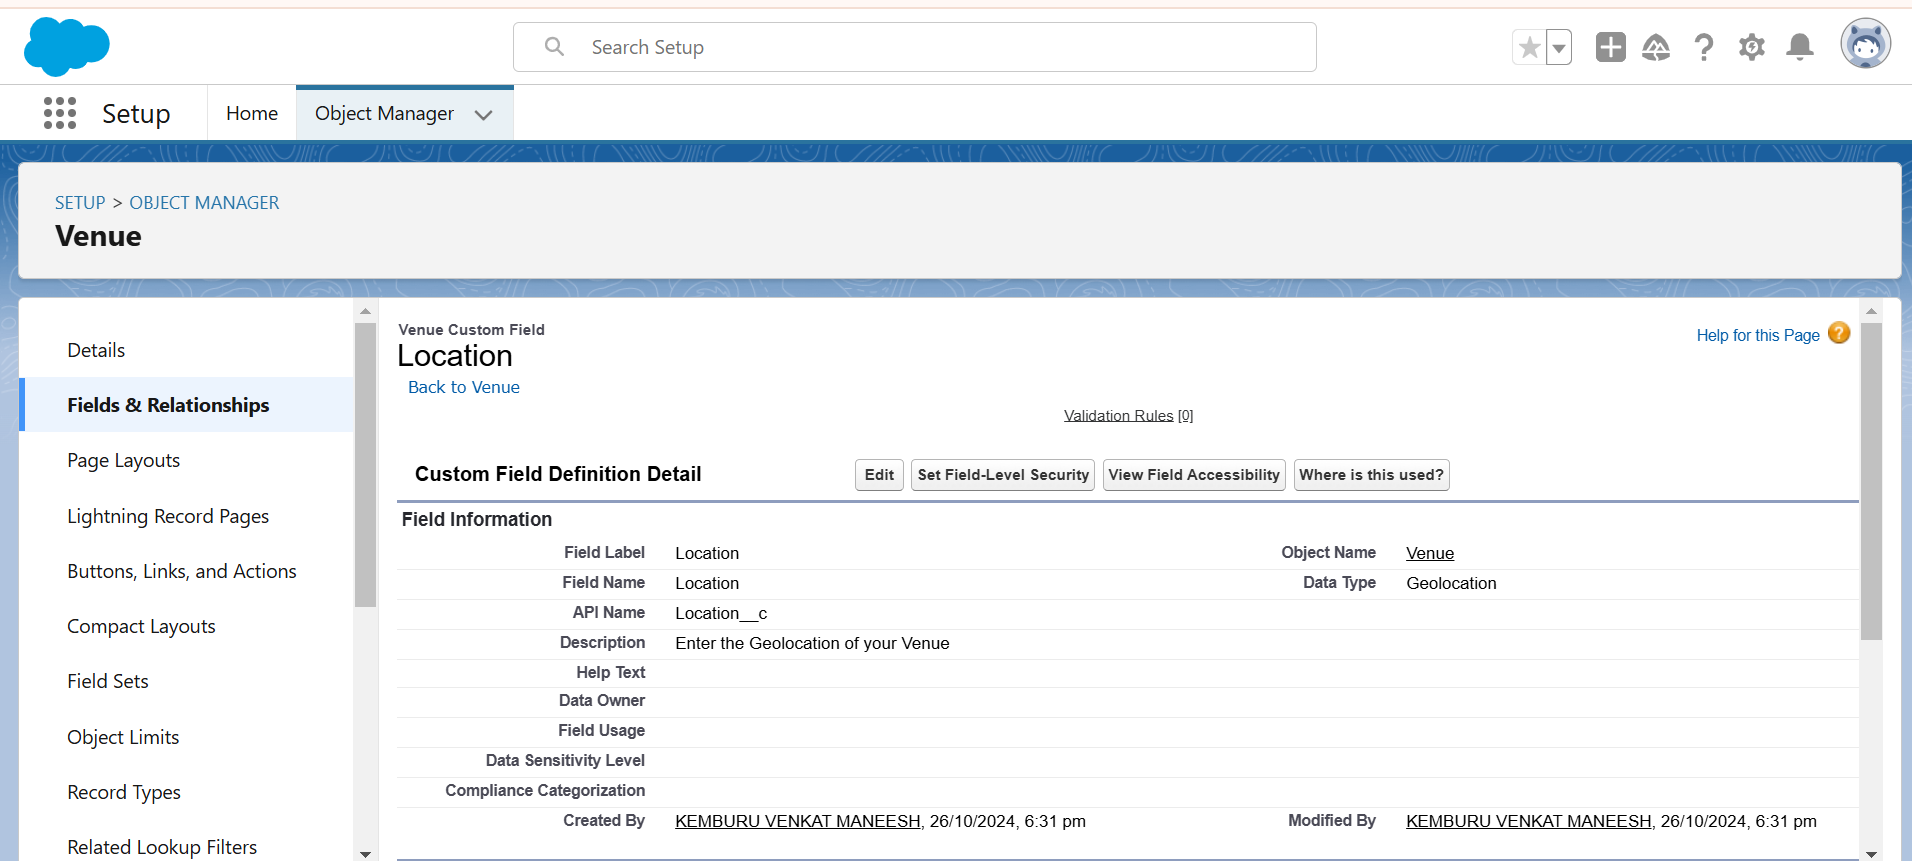 Search Setup
Setup
Home
Object Manager
SETUP > OBJECT MANAGER
Venue
Details
Fields & Relationships
Page Layouts
Lightning Record Pages
Buttons, Links, and Actions
Compact Layouts
Field Sets
Object Limits
Record Types
Related Lookup Filters
Venue Custom Field
Location
Back to Venue
Help for this Page ?
Validation Rules [0]
Custom Field Definition Detail
Edit
Set Field-Level Security
View Field Accessibility
Where is this used?
Field Information
Field Label Location Object Name Venue
Field Name Location Data Type Geolocation
API Name Location__c
Description Enter the Geolocation of your Venue
Help Text
Data Owner
Field Usage
Data Sensitivity Level
Compliance Categorization
Created By KEMBURU VENKAT MANEESH, 26/10/2024, 6:31 pm Modified By KEMBURU VENKAT MANEESH, 26/10/2024, 6:31 pm